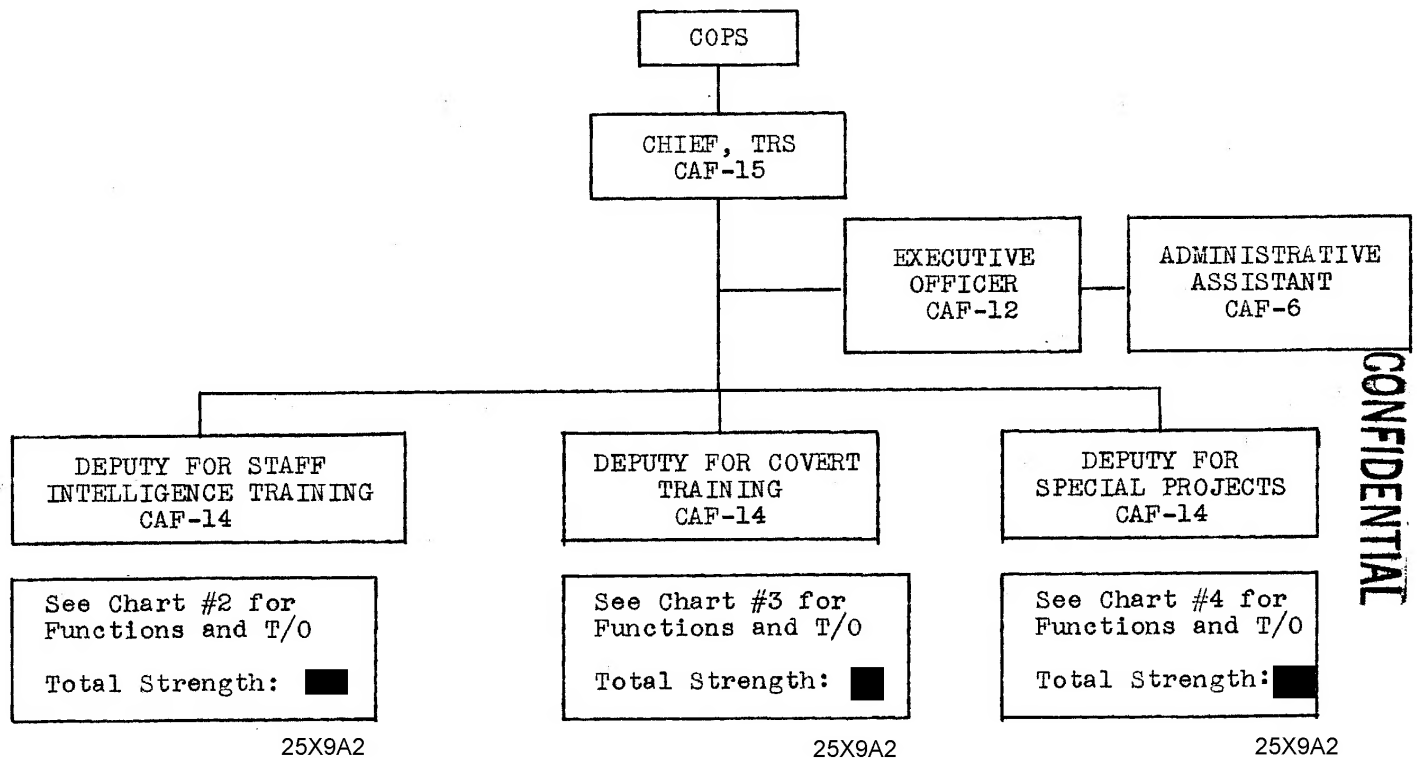 COPS
CHIEF, TRS
CAF-15
EXECUTIVE
OFFICER
CAF-12
ADMINISTRATIVE
ASSISTANT
CAF-6
CONFIDENTIAL
DEPUTY FOR STAFF
INTELLIGENCE TRAINING
CAF-14
DEPUTY FOR COVERT
TRAINING
CAF-14
DEPUTY FOR
SPECIAL PROJECTS
CAF-14
See Chart #2 for
Functions and T/O
Total Strength:
25X9A2
See Chart #3 for
Functions and T/O
Total Strength:
25X9A2
See Chart #4 for
Functions and T/O
Total Strength:
25X9A2